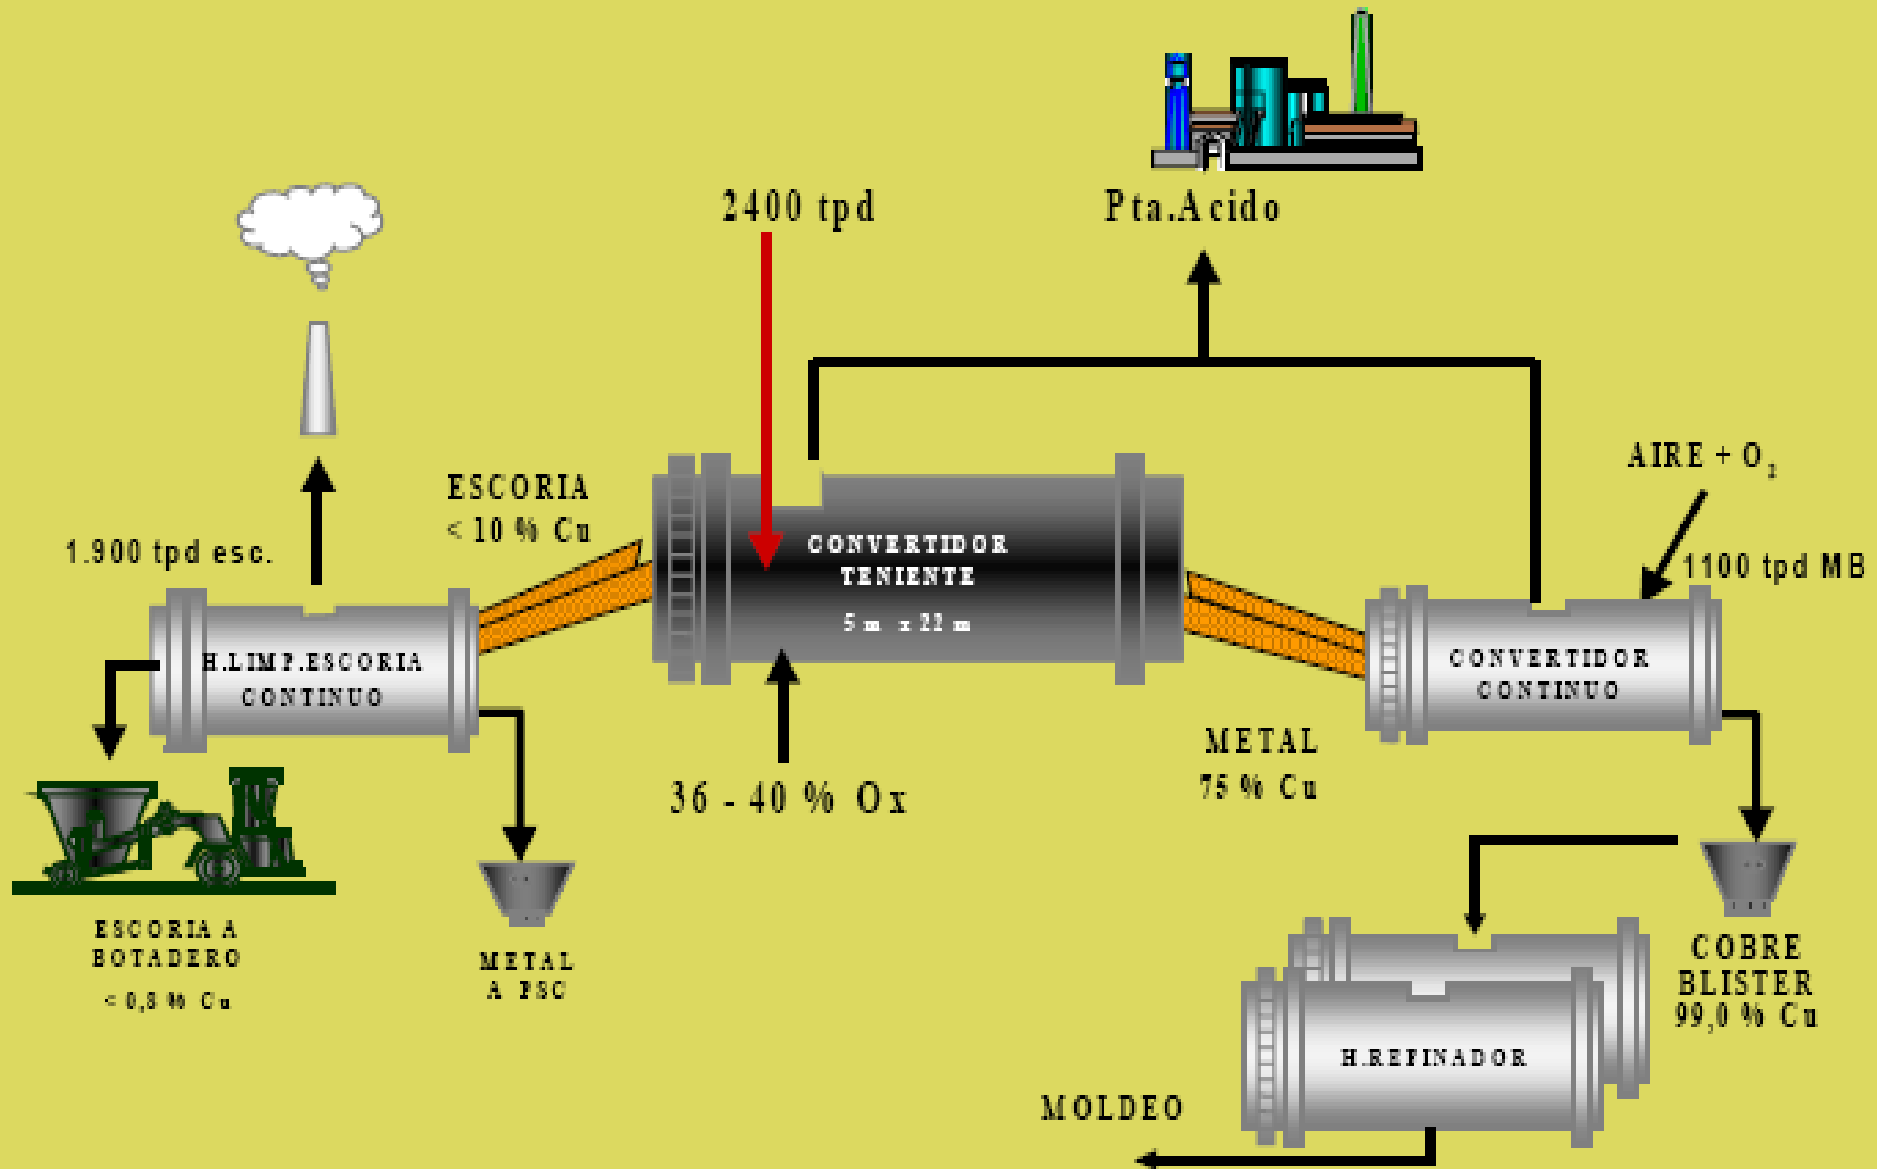 2400 tpd
Pta.Acido
AIRE + O₂
ESCORIA
< 10 % Cu
1.900 tpd esc.
CONVERTIDOR
TENIENTE
5 m x 22 m
1100 tpd MB
H.LIMP.ESCORIA
CONTINUO
CONVERTIDOR
CONTINUO
METAL
75 % Cu
36 - 40 % Ox
ESCORIA A
BOTADERO
< 0,8 % Cu
METAL
A PSC
COBRE
BLISTER
99,0 % Cu
H.REFINADOR
MOLDEO